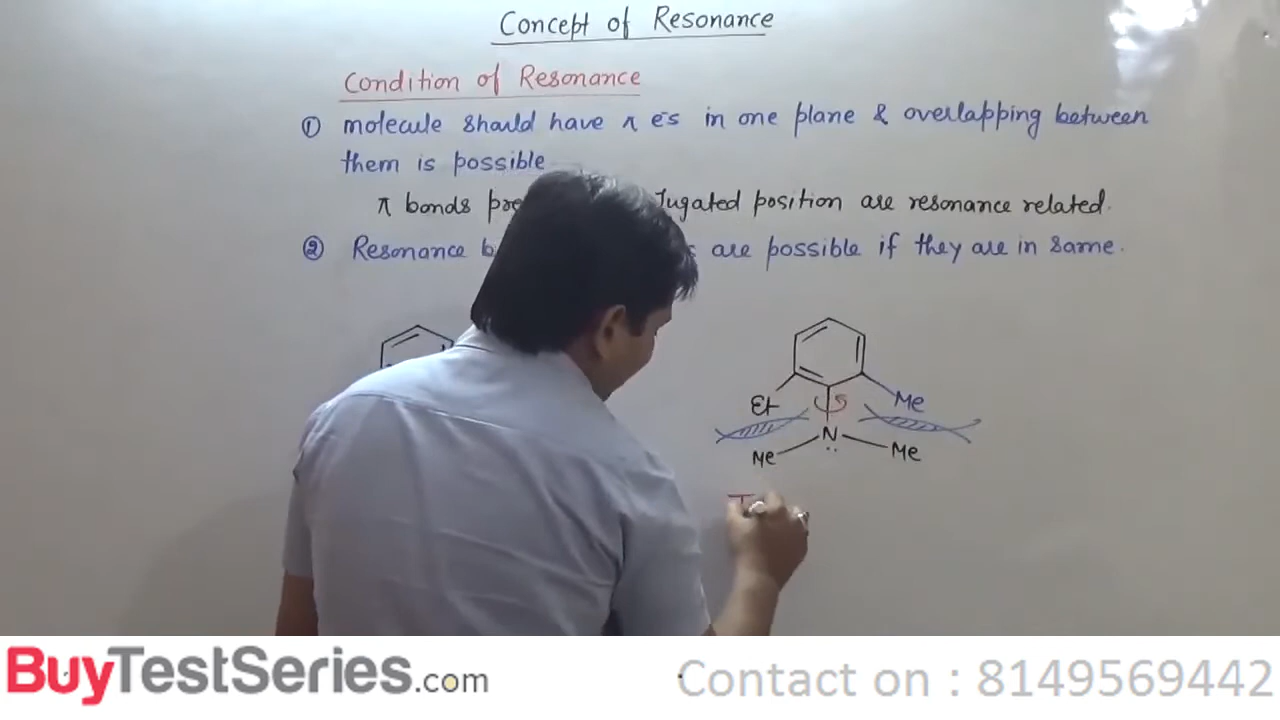 Concept of Resonance
Condition of Resonance
① molecule should have π es in one plane & overlapping between
them is possible
π bonds jugated position are resonance related.
② Resonance are possible if they are in same.
Et Me
N
Me Me
BuyTestSeries.com Contact on : 8149569442